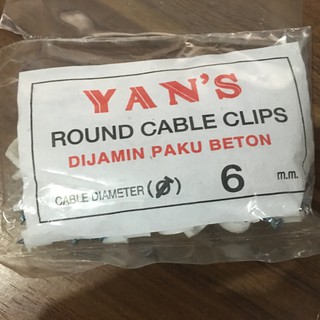 YAN'S
ROUND CABLE CLIPS
DIJAMIN PAKU BETON
CABLE DIAMETER (Ø) 6 m.m.